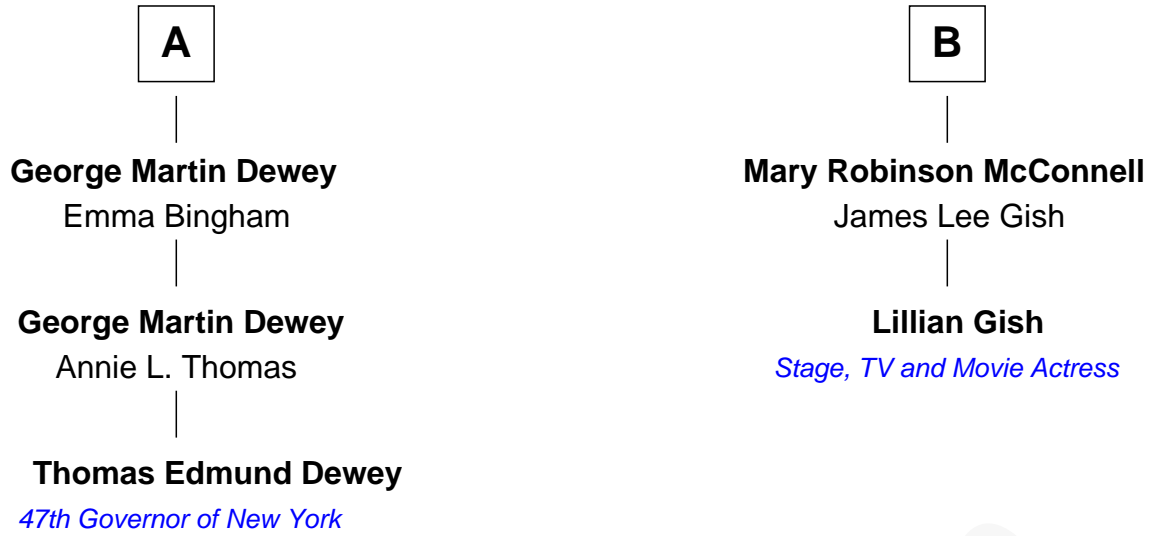 A
George Martin Dewey
Emma Bingham
George Martin Dewey
Annie L. Thomas
Thomas Edmund Dewey
47th Governor of New York
B
Mary Robinson McConnell
James Lee Gish
Lillian Gish
Stage, TV and Movie Actress